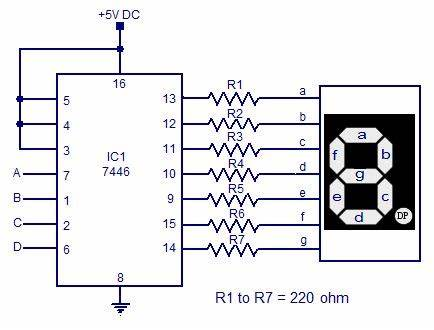 +5V DC
16
5
4
3
A 7
B 1
C 2
D 6
IC1
7446
8
13 R1 a
12 R2 b
11 R3 c
10 R4 d
9 R5 e
15 R6 f
14 R7 g
a
f b
g
e c
d DP
R1 to R7 = 220 ohm